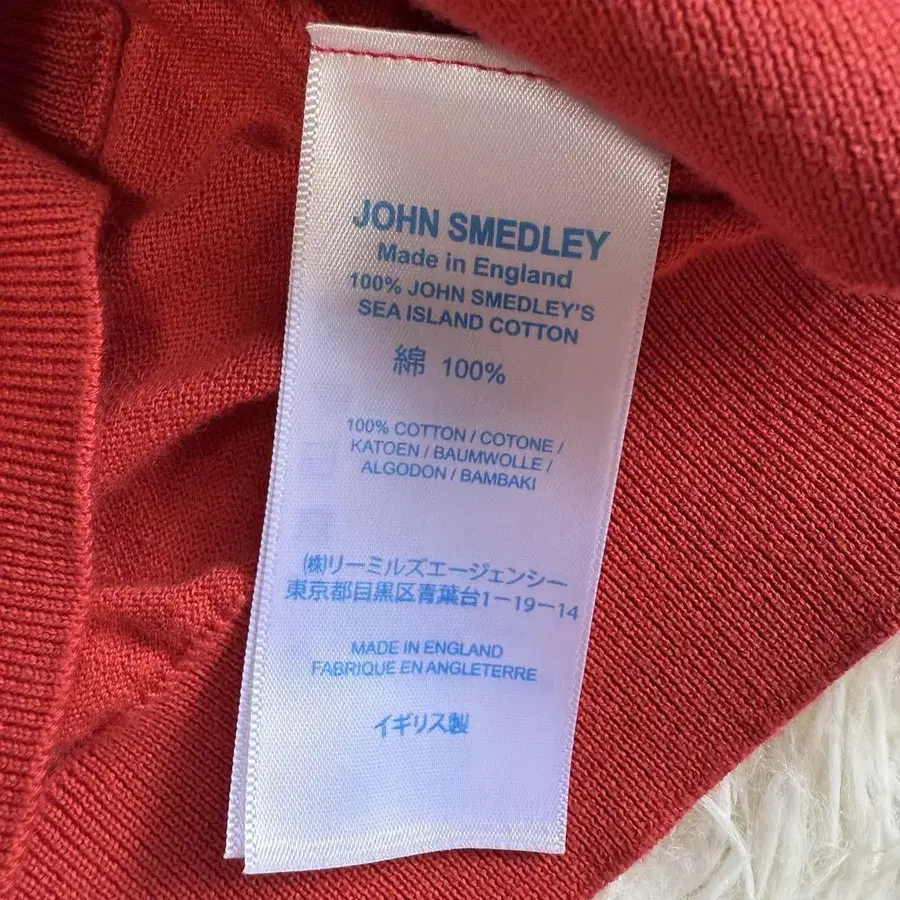 JOHN SMEDLEY
Made in England
100% JOHN SMEDLEY'S
SEA ISLAND COTTON
綿 100%
100% COTTON / COTONE /
KATOEN / BAUMWOLLE /
ALGODON / BAMBAKI
㈱リーミルズエージェンシー
東京都目黒区青葉台1-19-14
MADE IN ENGLAND
FABRIQUE EN ANGLETERRE
イギリス製